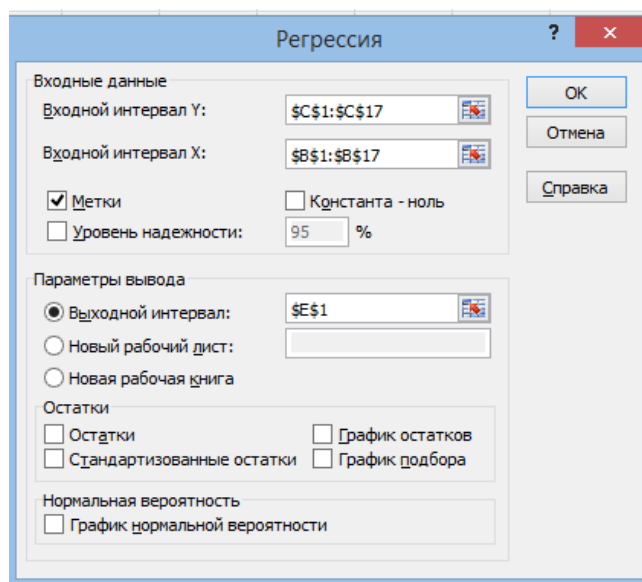 Регрессия
?
×
Входные данные
Входной интервал Y:
$C$1:$C$17
Входной интервал X:
$B$1:$B$17
Метки
Константа - ноль
Уровень надежности:
95
%
OK
Отмена
Справка
Параметры вывода
Выходной интервал:
$E$1
Новый рабочий лист:
Новая рабочая книга
Остатки
Остатки
График остатков
Стандартизованные остатки
График подбора
Нормальная вероятность
График нормальной вероятности